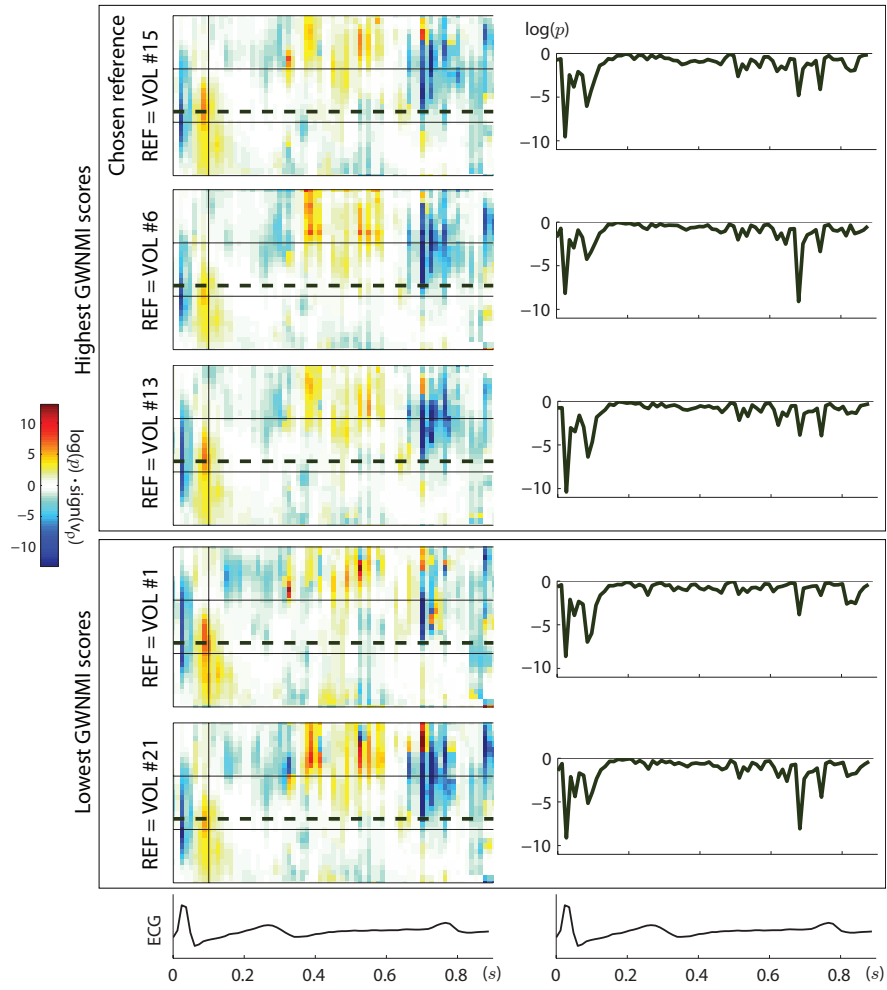 Highest GWNMI scores
Chosen reference
REF = VOL #15
log(p)
0
−5
−10
REF = VOL #6
0
−5
−10
REF = VOL #13
0
−5
−10
10
5
0
−5
−10
log(p) · sign(vρ)
Lowest GWNMI scores
REF = VOL #1
0
−5
−10
REF = VOL #21
0
−5
−10
ECG
0 0.2 0.4 0.6 0.8 (s)
0 0.2 0.4 0.6 0.8 (s)